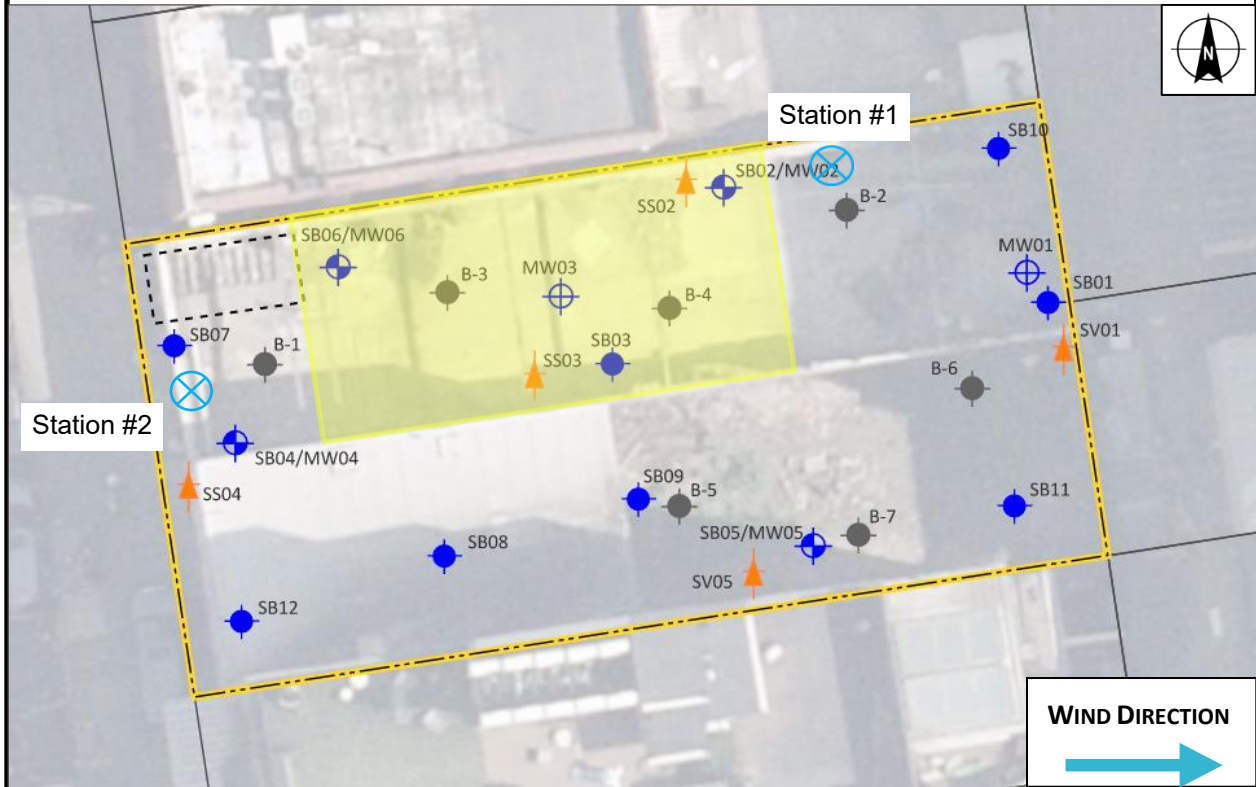 N
Station #1
SB10
SB02/MW02
SS02
B-2
SB06/MW06
MW01
B-3
MW03
SB01
B-4
SV01
SB07
B-1
SS03
SB03
B-6
Station #2
SB04/MW04
SS04
SB09
B-5
SB11
SB05/MW05
B-7
SB08
SV05
SB12
WIND DIRECTION